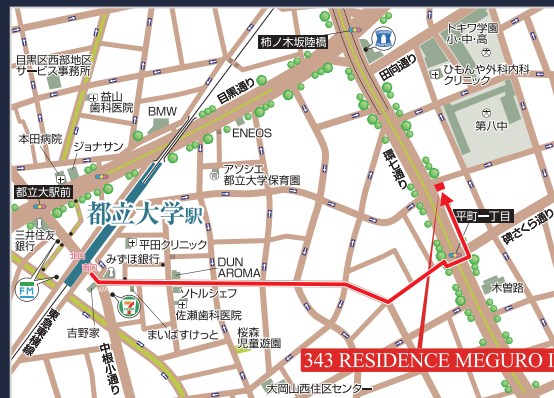 柿ノ木坂陸橋
トキワ学園
小・中・高
目黒区西部地区
サービス事務所
目黒通り
田向通り
ひもんや外科内科
クリニック
益山
歯科医院
BMW
第八中
ENEOS
本田病院
ジョナサン
環七通り
アソシエ
都立大学保育園
都立大駅前
都立大学駅
平町一丁目
碑さくら通り
三井住友
銀行
平田クリニック
北口
南口
みずほ銀行
DUN
AROMA
FM
木曽路
ソトルシェフ
佐瀬歯科医院
7
東急東横線
吉野家
まいばすけっと
中根小通り
桜森
児童遊園
343 RESIDENCE MEGURO
大岡山西住区センター